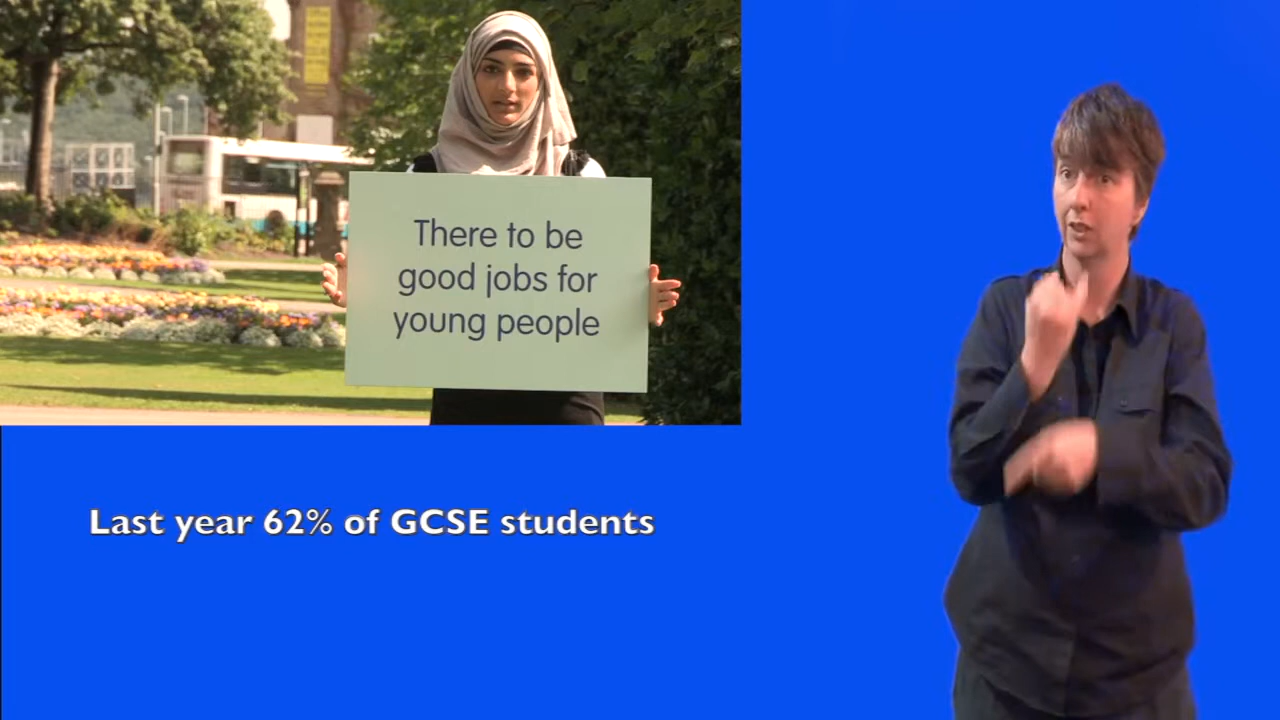 There to be
good jobs for
young people
Last year 62% of GCSE students